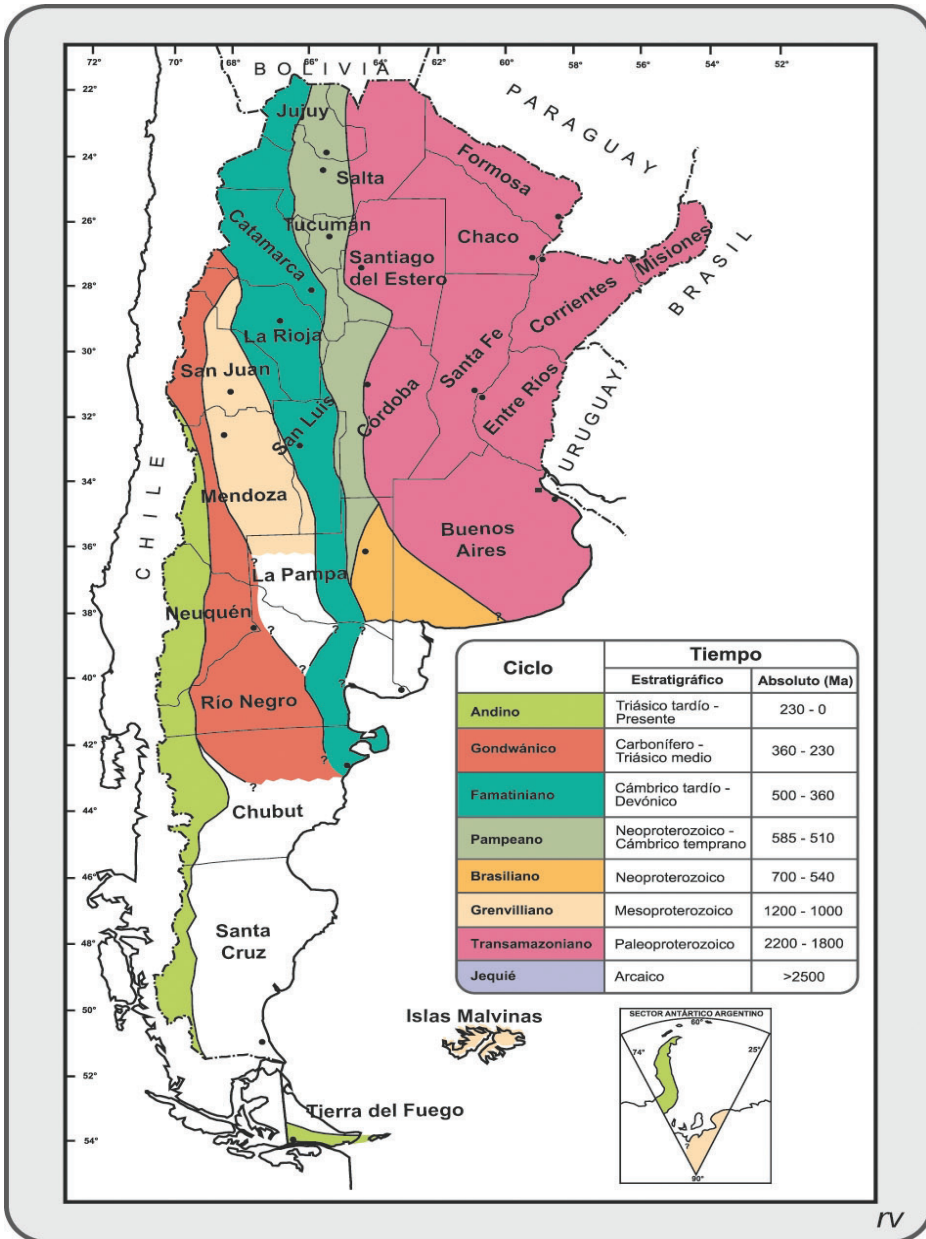 72° 70° 68° 66° 64° 62° 60° 58° 56° 54° 52°
BOLIVIA
PARAGUAY
BRASIL
URUGUAY
CHILE
22°
24°
26°
28°
30°
32°
34°
36°
38°
40°
42°
44°
46°
48°
50°
52°
54°
Jujuy
Formosa
Salta
Tucumán
Chaco
Misiones
Catamarca
Santiago
del Estero
Corrientes
La Rioja
Santa Fe
San Juan
Entre Ríos
Córdoba
San Luis
Mendoza
Buenos
Aires
La Pampa
Neuquén
Río Negro
Chubut
Santa
Cruz
Islas Malvinas
Tierra del Fuego
?
?
?
?
?
?
?
?
?
Ciclo Tiempo
Estratigráfico Absoluto (Ma)
Andino Triásico tardío - Presente 230 - 0
Gondwánico Carbonífero - Triásico medio 360 - 230
Famatiniano Cámbrico tardío - Devónico 500 - 360
Pampeano Neoproterozoico - Cámbrico temprano 585 - 510
Brasiliano Neoproterozoico 700 - 540
Grenvilliano Mesoproterozoico 1200 - 1000
Transamazoniano Paleoproterozoico 2200 - 1800
Jequié Arcaico >2500
SECTOR ANTÁRTICO ARGENTINO
60°
74° 25°
?
90°
rv